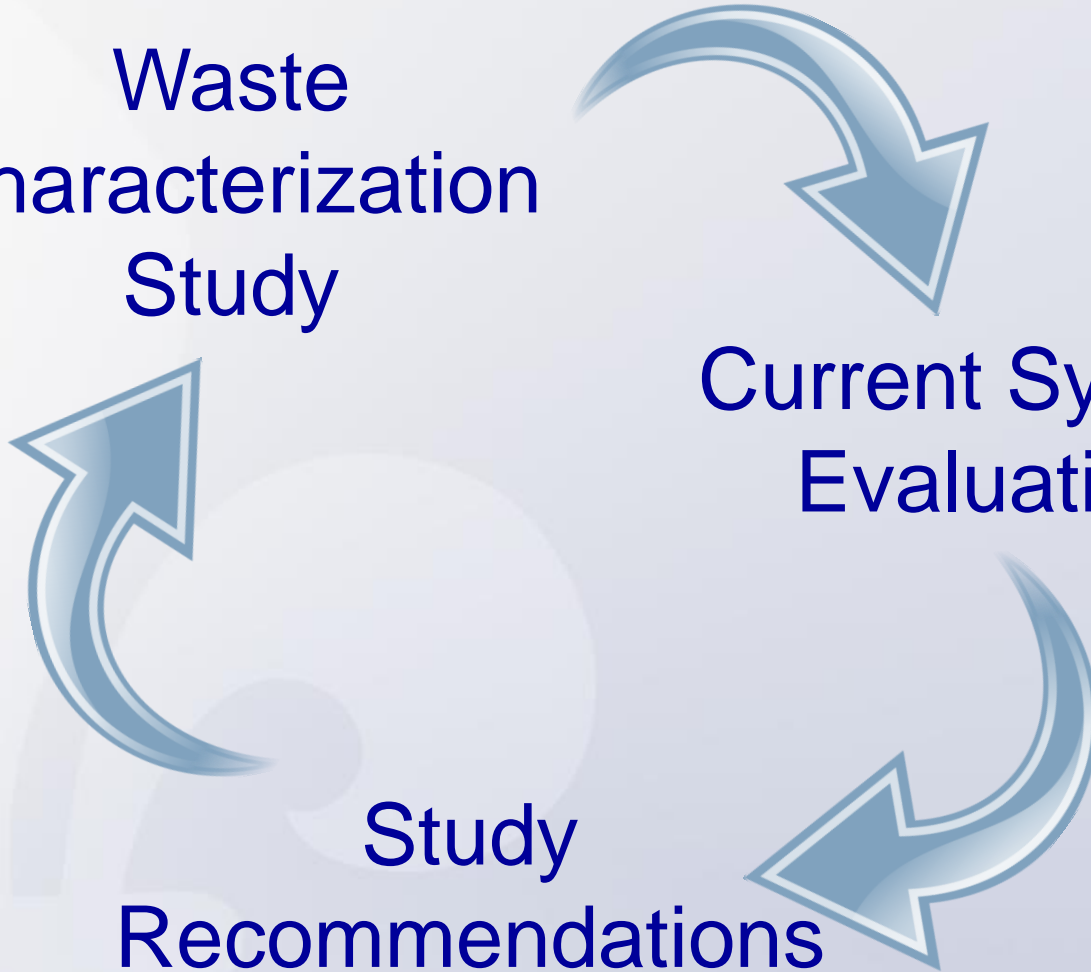 Waste
haracterization
Study
Current Sy
Evaluati
Study
Recommendations